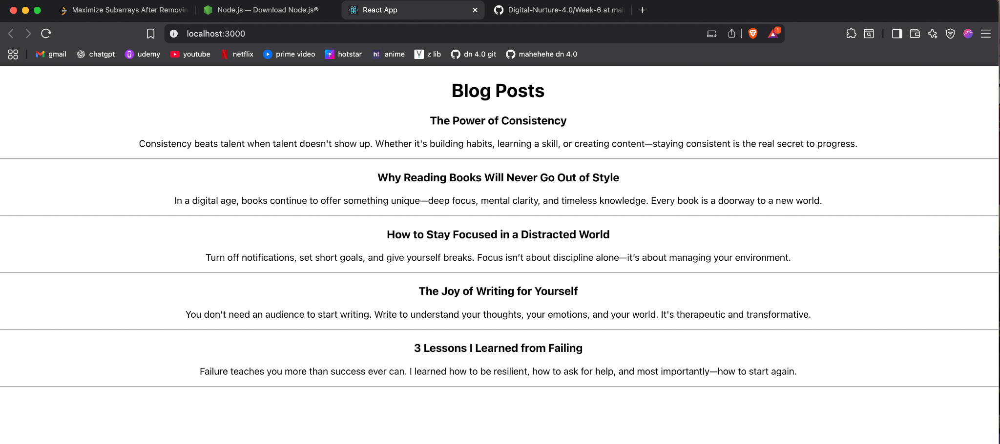 Maximize Subarrays After Removin
Node.js — Download Node.js®
React App
Digital-Nurture-4.0/Week-6 at mai
localhost:3000
1
gmail
chatgpt
udemy
youtube
netflix
prime video
hotstar
h! anime
z lib
dn 4.0 git
mahehehe dn 4.0
Blog Posts
The Power of Consistency
Consistency beats talent when talent doesn't show up. Whether it's building habits, learning a skill, or creating content—staying consistent is the real secret to progress.
Why Reading Books Will Never Go Out of Style
In a digital age, books continue to offer something unique—deep focus, mental clarity, and timeless knowledge. Every book is a doorway to a new world.
How to Stay Focused in a Distracted World
Turn off notifications, set short goals, and give yourself breaks. Focus isn’t about discipline alone—it’s about managing your environment.
The Joy of Writing for Yourself
You don’t need an audience to start writing. Write to understand your thoughts, your emotions, and your world. It's therapeutic and transformative.
3 Lessons I Learned from Failing
Failure teaches you more than success ever can. I learned how to be resilient, how to ask for help, and most importantly—how to start again.